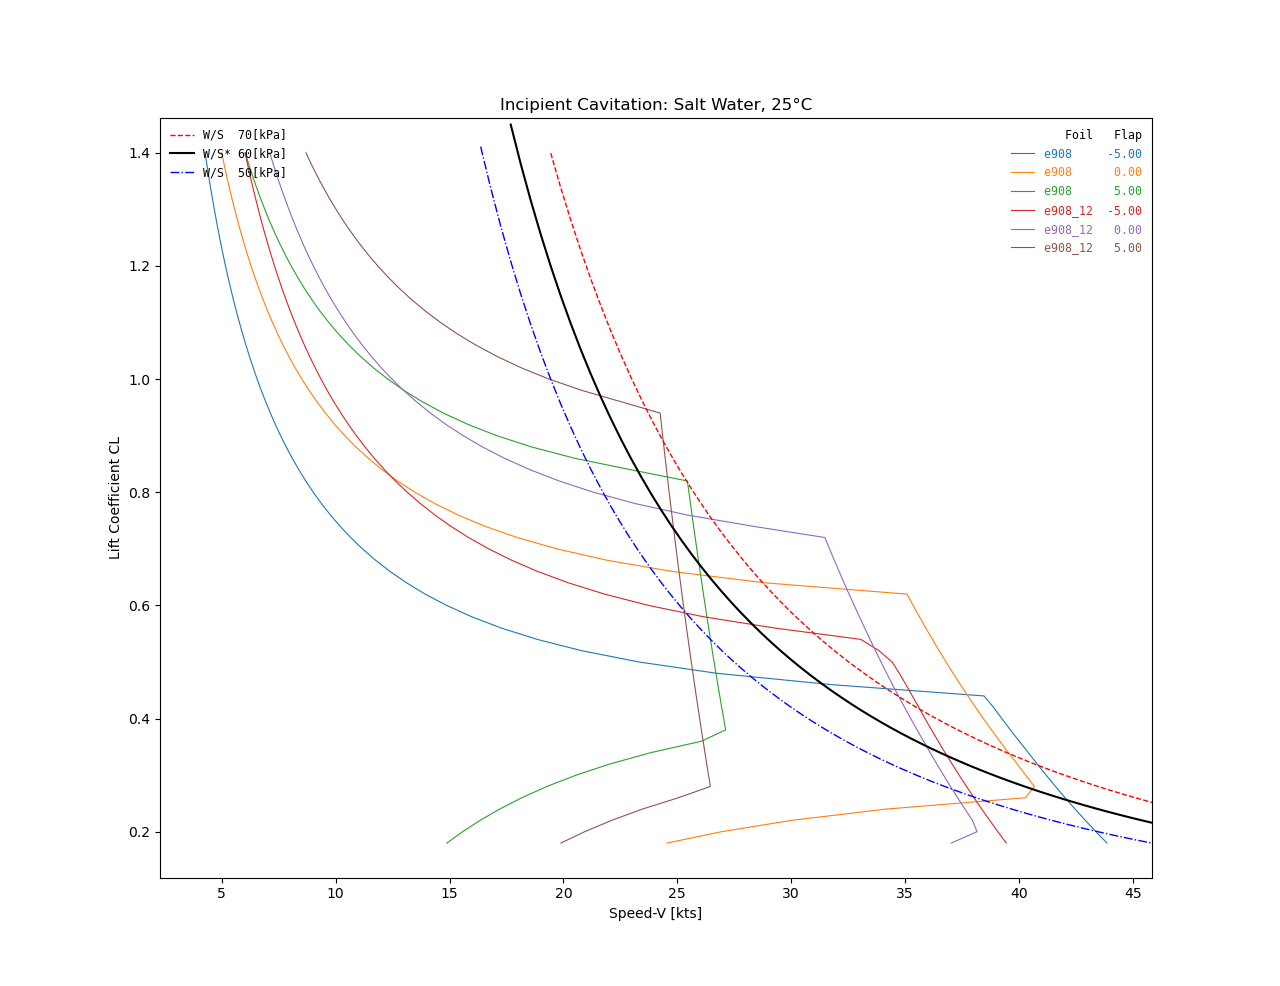 Incipient Cavitation: Salt Water, 25°C
W/S  70[kPa]
W/S* 60[kPa]
W/S  50[kPa]
Foil   Flap
e908     -5.00
e908      0.00
e908      5.00
e908_12  -5.00
e908_12   0.00
e908_12   5.00
Lift Coefficient CL
1.4
1.2
1.0
0.8
0.6
0.4
0.2
5 10 15 20 25 30 35 40 45
Speed-V [kts]